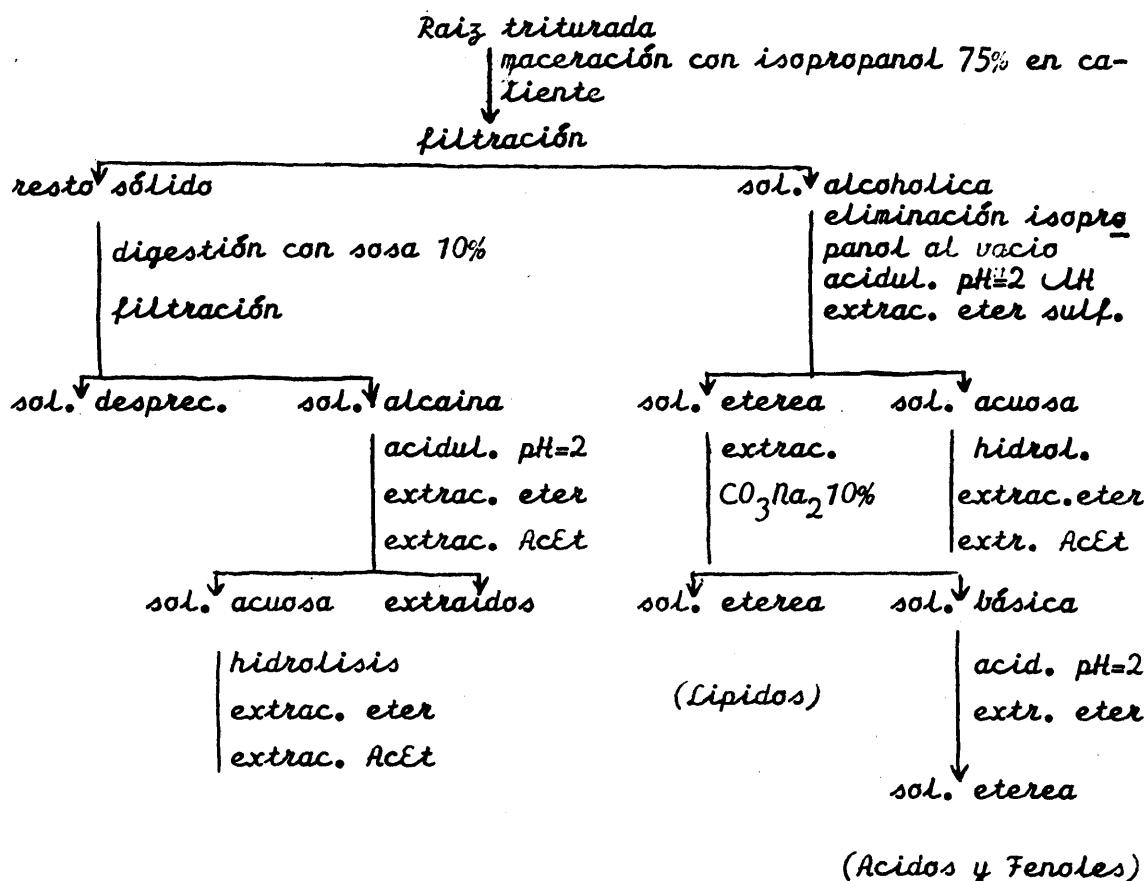 Raiz triturada
maceración con isopropanol 75% en ca-
liente
filtración
resto sólido
sol. alcoholica
digestión con sosa 10%
filtración
eliminación isopro
panol al vacio
acidul. pH=2 ClH
extrac. eter sulf.
sol. desprec.
sol. alcaina
sol. eterea
sol. acuosa
acidul. pH=2
extrac. eter
extrac. AcEt
extrac.
CO₃Na₂ 10%
hidrol.
extrac.eter
extr. AcEt
sol. acuosa
extraidos
sol. eterea
sol. básica
hidrolisis
extrac. eter
extrac. AcEt
(Lipidos)
acid. pH=2
extr. eter
sol. eterea
(Acidos y Fenoles)